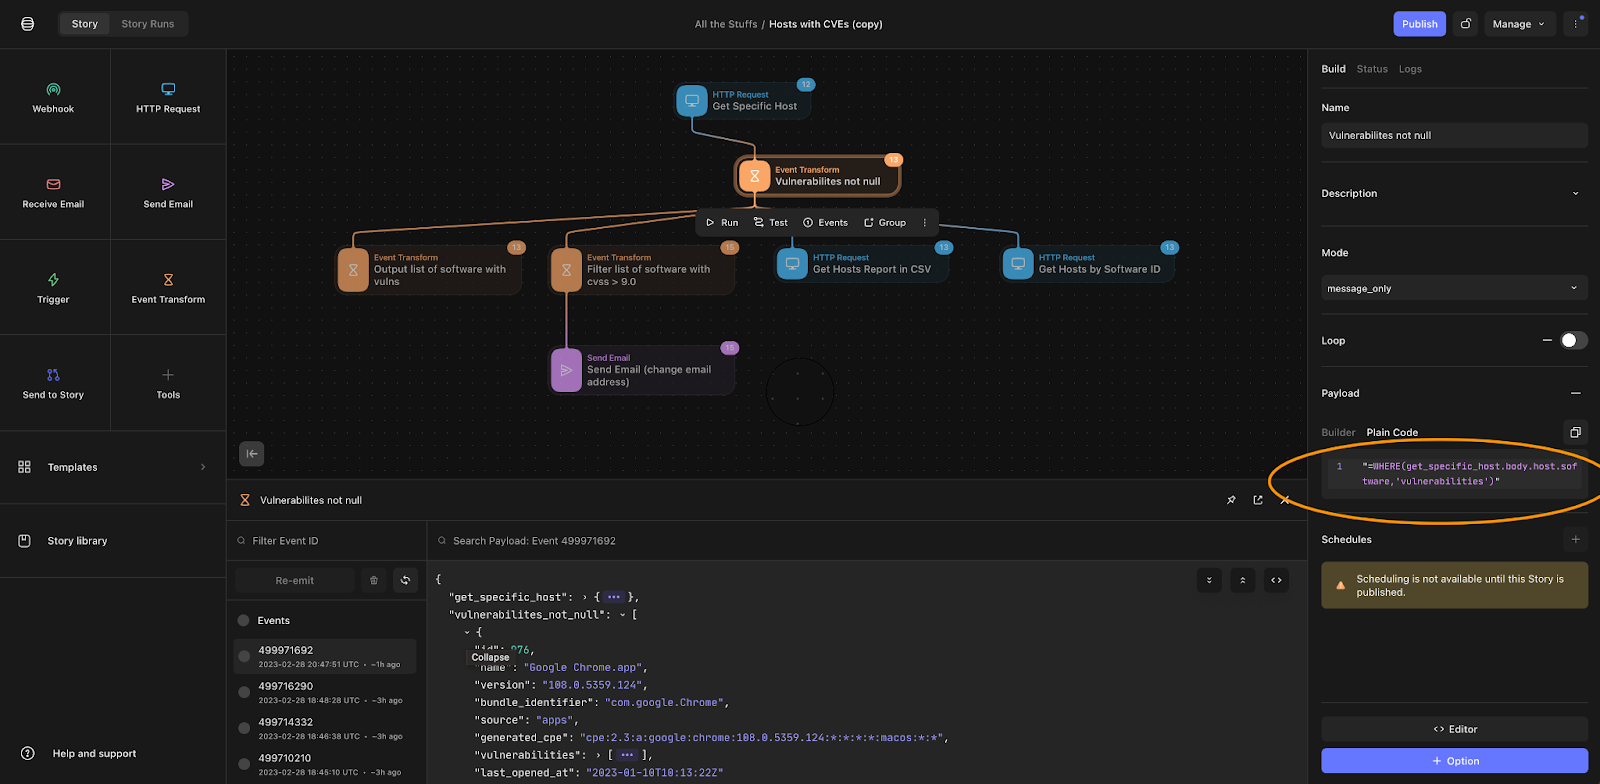 Story
Story Runs
All the Stuffs / Hosts with CVEs (copy)
Publish
Manage
Webhook
HTTP Request
Receive Email
Send Email
Trigger
Event Transform
Send to Story
Tools
Templates
Story library
Help and support
12
HTTP Request
Get Specific Host
13
Event Transform
Vulnerabilites not null
Run
Test
Events
Group
13
Event Transform
Output list of software with
vulns
15
Event Transform
Filter list of software with
cvss > 9.0
13
HTTP Request
Get Hosts Report in CSV
13
HTTP Request
Get Hosts by Software ID
15
Send Email
Send Email (change email
address)
Vulnerabilites not null
Filter Event ID
Search Payload: Event 499971692
Re-emit
Events
499971692
2023-02-28 20:47:51 UTC • ~1h ago
499716290
2023-02-28 18:48:28 UTC • ~3h ago
499714332
2023-02-28 18:46:38 UTC • ~3h ago
499710210
2023-02-28 18:45:10 UTC • ~3h ago
{
"get_specific_host": › { ••• },
"vulnerabilites_not_null": [
{
"id": 976,
Collapse
"name": "Google Chrome.app",
"version": "108.0.5359.124",
"bundle_identifier": "com.google.Chrome",
"source": "apps",
"generated_cpe": "cpe:2.3:a:google:chrome:108.0.5359.124:*:*:*:*:macos:*:*",
"vulnerabilities": › [ ••• ],
"last_opened_at": "2023-01-10T10:13:22Z"
Build
Status
Logs
Name
Vulnerabilites not null
Description
Mode
message_only
Loop
Payload
Builder
Plain Code
1 "=WHERE(get_specific_host.body.host.sof
tware,'vulnerabilities')"
Schedules
Scheduling is not available until this Story is
published.
<> Editor
+ Option